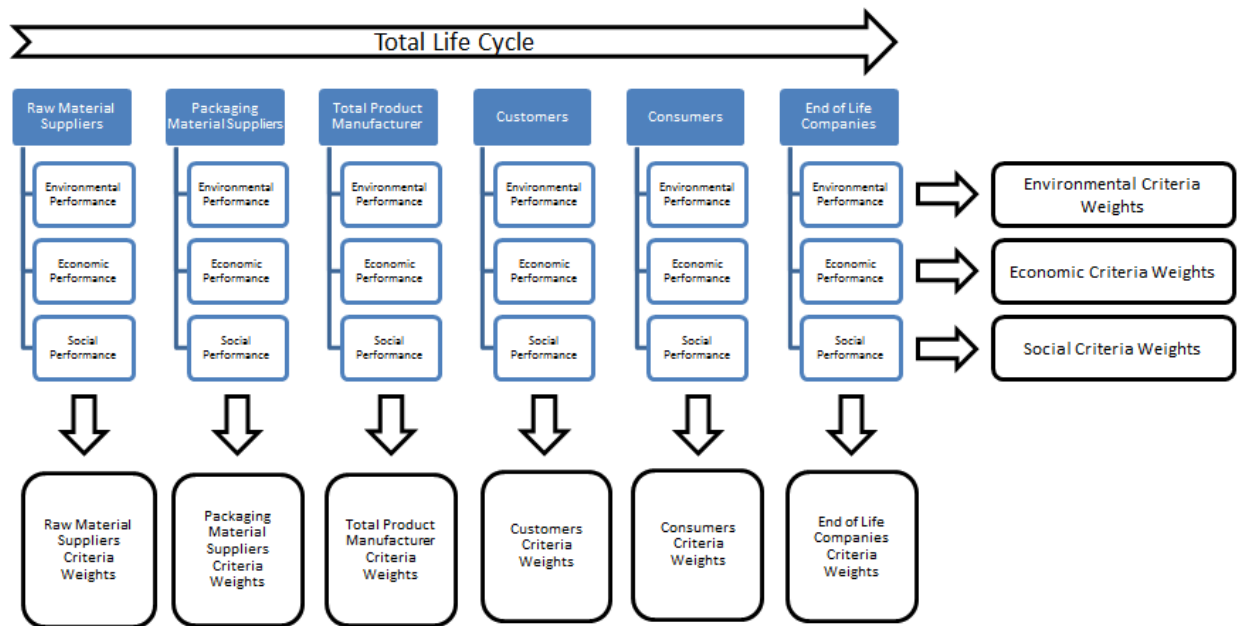 Total Life Cycle
Raw Material
Suppliers
Packaging
Material Suppliers
Total Product
Manufacturer
Customers
Consumers
End of Life
Companies
Environmental
Performance
Environmental
Performance
Environmental
Performance
Environmental
Performance
Environmental
Performance
Environmental
Performance
Environmental Criteria
Weights
Economic
Performance
Economic
Performance
Economic
Performance
Economic
Performance
Economic
Performance
Economic
Performance
Economic Criteria Weights
Social
Performance
Social
Performance
Social
Performance
Social
Performance
Social
Performance
Social
Performance
Social Criteria Weights
Raw Material
Suppliers
Criteria
Weights
Packaging
Material
Suppliers
Criteria
Weights
Total Product
Manufacturer
Criteria
Weights
Customers
Criteria
Weights
Consumers
Criteria
Weights
End of Life
Companies
Criteria
Weights